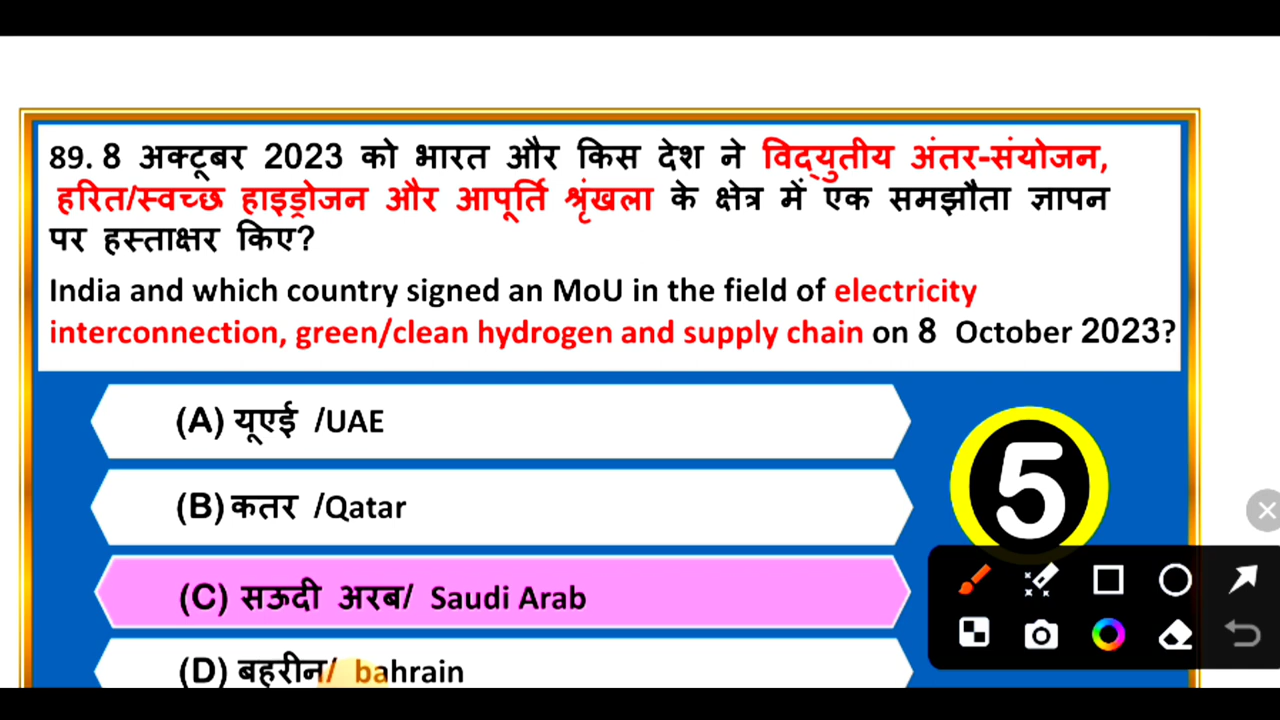 89. 8 अक्टूबर 2023 को भारत और किस देश ने विद्युतीय अंतर-संयोजन,
हरित/स्वच्छ हाइड्रोजन और आपूर्ति श्रृंखला के क्षेत्र में एक समझौता ज्ञापन
पर हस्ताक्षर किए?
India and which country signed an MoU in the field of electricity
interconnection, green/clean hydrogen and supply chain on 8 October 2023?
(A) यूएई /UAE
(B) कतर /Qatar
5
(C) सऊदी अरब/ Saudi Arab
(D) बहरीन/ bahrain